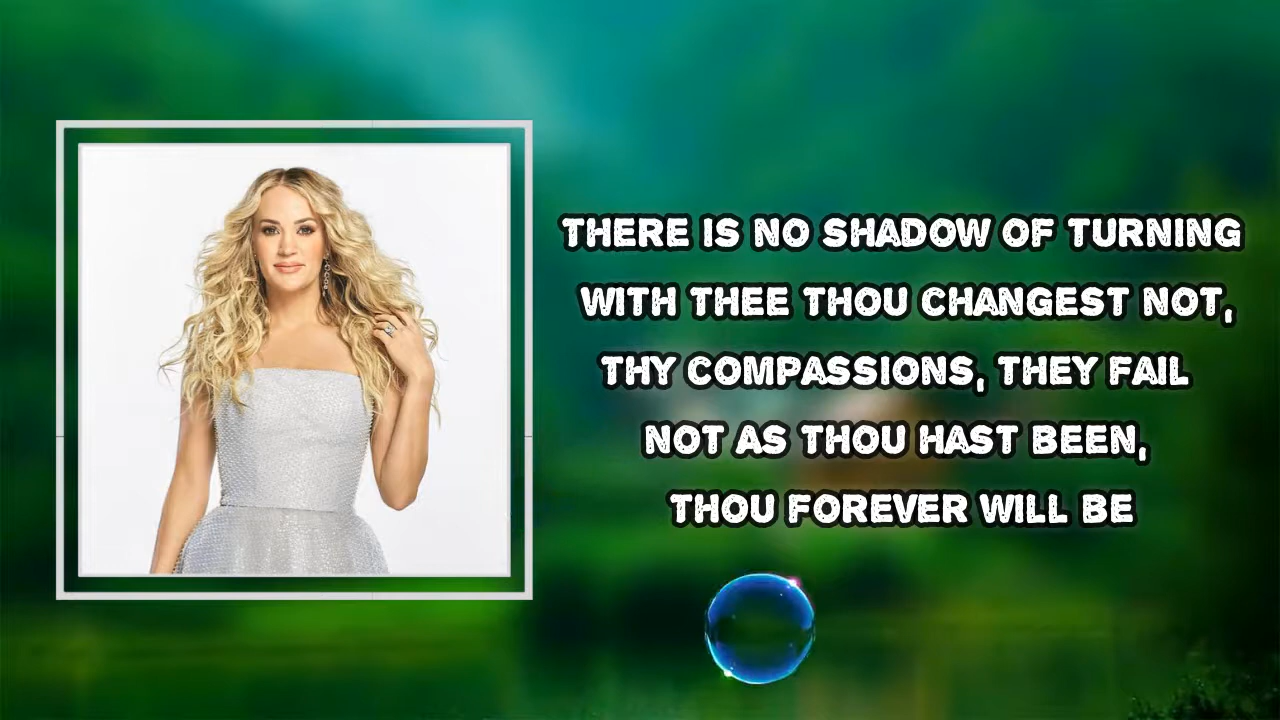 THERE IS NO SHADOW OF TURNING
WITH THEE THOU CHANGEST NOT,
THY COMPASSIONS, THEY FAIL
NOT AS THOU HAST BEEN,
THOU FOREVER WILL BE